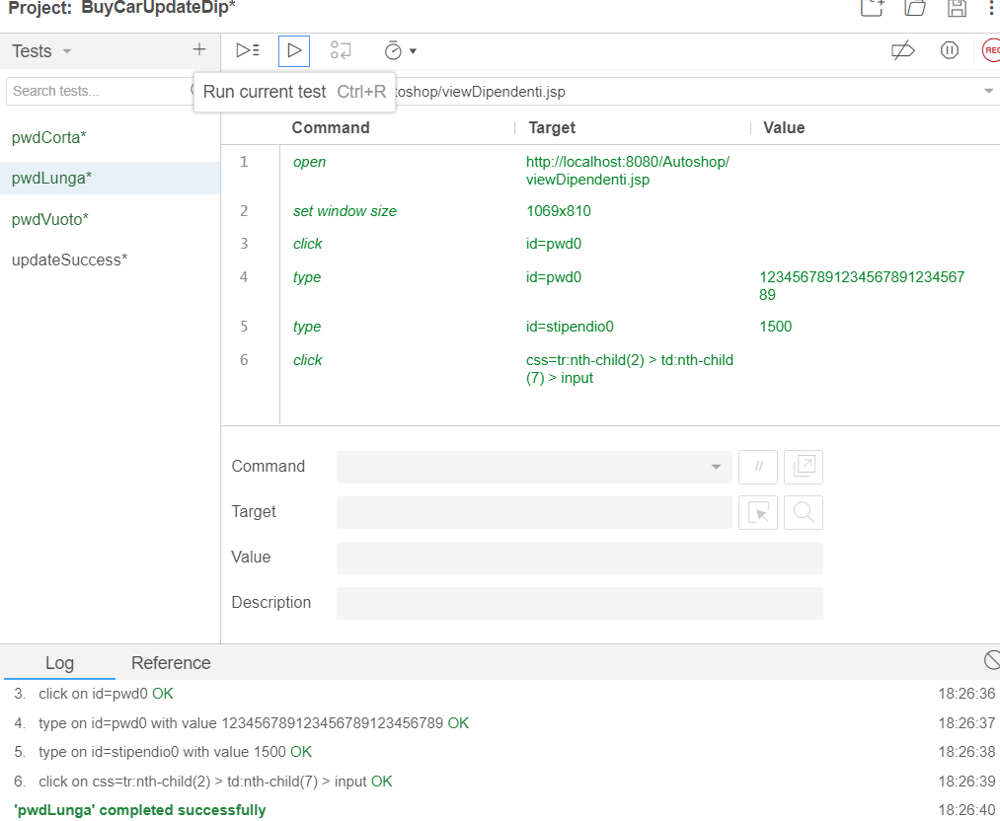 Project: BuyCarUpdateDip*
Tests
REC
Search tests...
Run current test Ctrl+R
toshop/viewDipendenti.jsp
Command Target Value
pwdCorta*
pwdLunga*
pwdVuoto*
updateSuccess*
1 open http://localhost:8080/Autoshop/
viewDipendenti.jsp
2 set window size 1069x810
3 click id=pwd0
4 type id=pwd0 1234567891234567891234567
89
5 type id=stipendio0 1500
6 click css=tr:nth-child(2) > td:nth-child
(7) > input
Command //
Target
Value
Description
Log Reference
3. click on id=pwd0 OK 18:26:36
4. type on id=pwd0 with value 123456789123456789123456789 OK 18:26:37
5. type on id=stipendio0 with value 1500 OK 18:26:38
6. click on css=tr:nth-child(2) > td:nth-child(7) > input OK 18:26:39
'pwdLunga' completed successfully 18:26:40